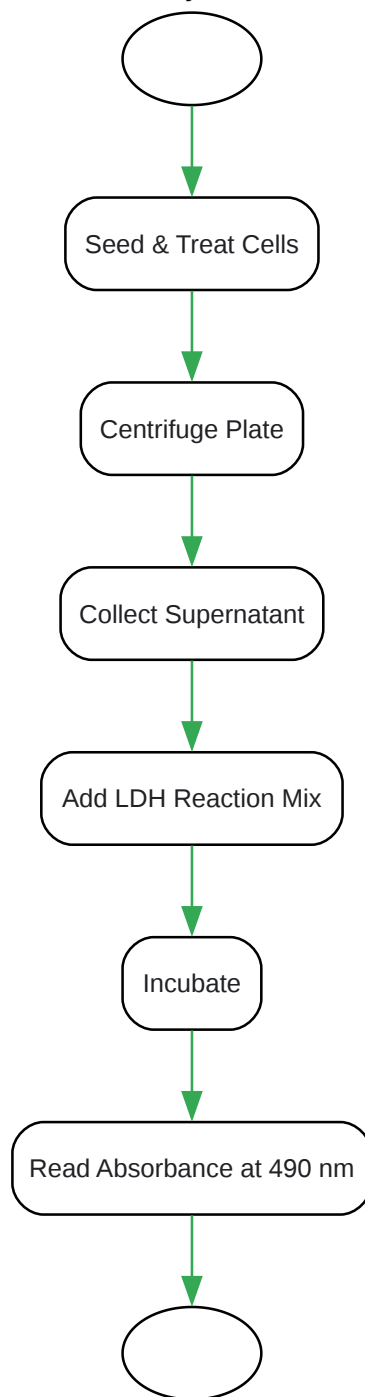 Seed & Treat Cells
Centrifuge Plate
Collect Supernatant
Add LDH Reaction Mix
Incubate
Read Absorbance at 490 nm